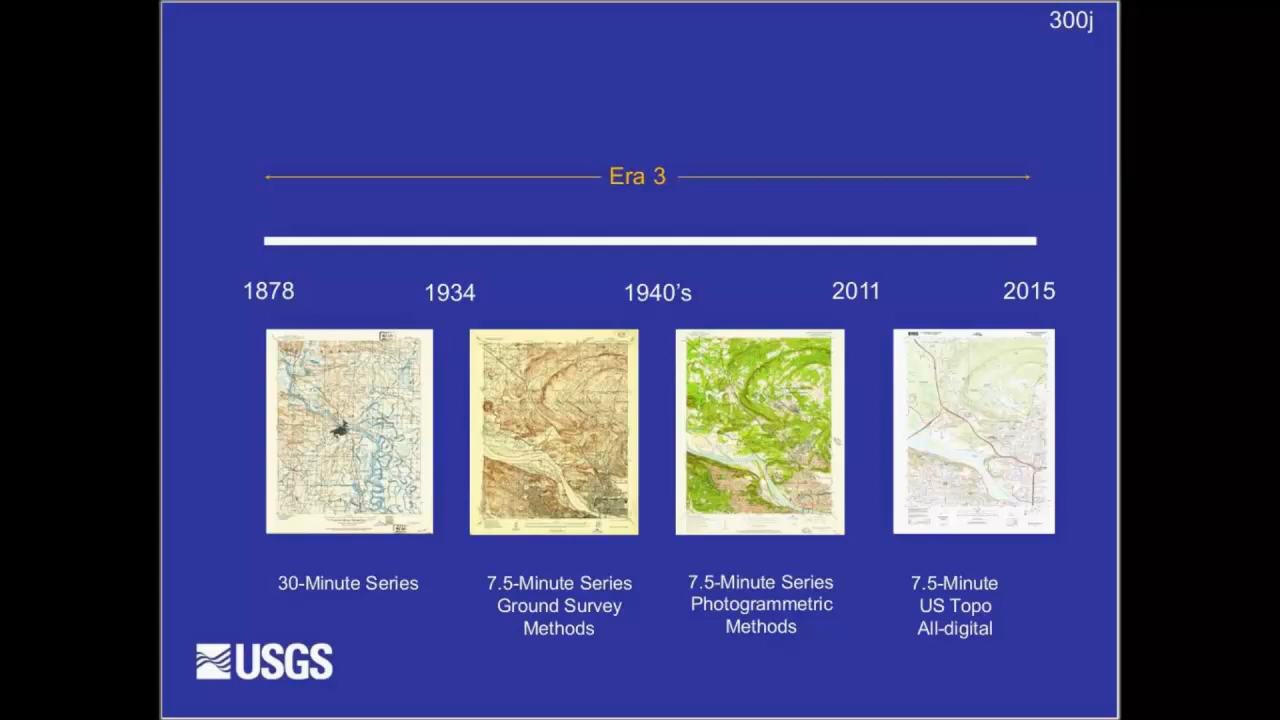 300j
Era 3
1878
1934
1940's
2011
2015
30-Minute Series
7.5-Minute Series
Ground Survey
Methods
7.5-Minute Series
Photogrammetric
Methods
7.5-Minute
US Topo
All-digital
USGS